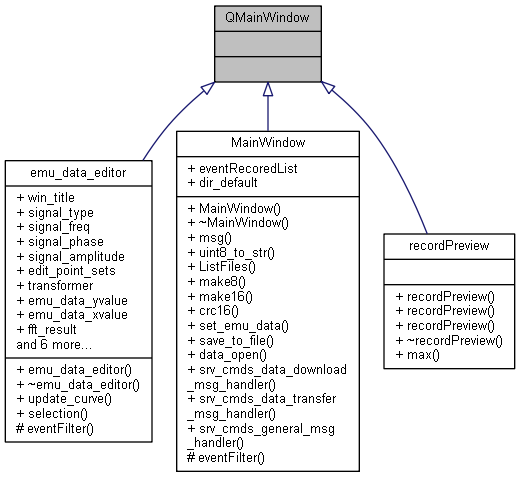 QMainWindow
emu_data_editor
+ win_title
+ signal_type
+ signal_freq
+ signal_phase
+ signal_amplitude
+ edit_point_sets
+ transformer
+ emu_data_yvalue
+ emu_data_xvalue
+ fft_result
and 6 more...
+ emu_data_editor()
+ ~emu_data_editor()
+ update_curve()
+ selection()
# eventFilter()
MainWindow
+ eventRecoredList
+ dir_default
+ MainWindow()
+ ~MainWindow()
+ msg()
+ uint8_to_str()
+ ListFiles()
+ make8()
+ make16()
+ crc16()
+ set_emu_data()
+ save_to_file()
+ data_open()
+ srv_cmds_data_download
_msg_handler()
+ srv_cmds_data_transfer
_msg_handler()
+ srv_cmds_general_msg
_handler()
# eventFilter()
recordPreview
+ recordPreview()
+ recordPreview()
+ recordPreview()
+ ~recordPreview()
+ max()